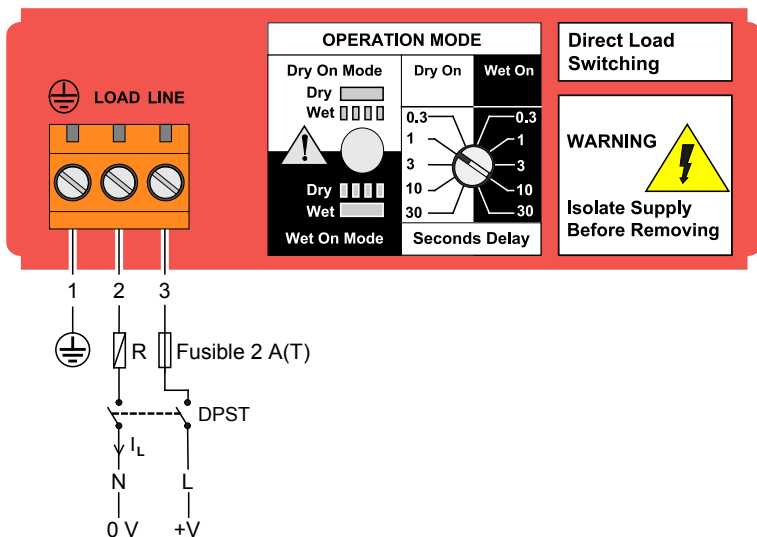 OPERATION MODE
Dry On Mode
Dry
Wet
Dry
Wet
Wet On Mode
Dry On
Wet On
0.3
0.3
1
1
3
3
10
10
30
30
Seconds Delay
Direct Load
Switching
WARNING
Isolate Supply
Before Removing
LOAD LINE
1 2 3
R
Fusible 2 A(T)
DPST
IL
N L
0 V +V